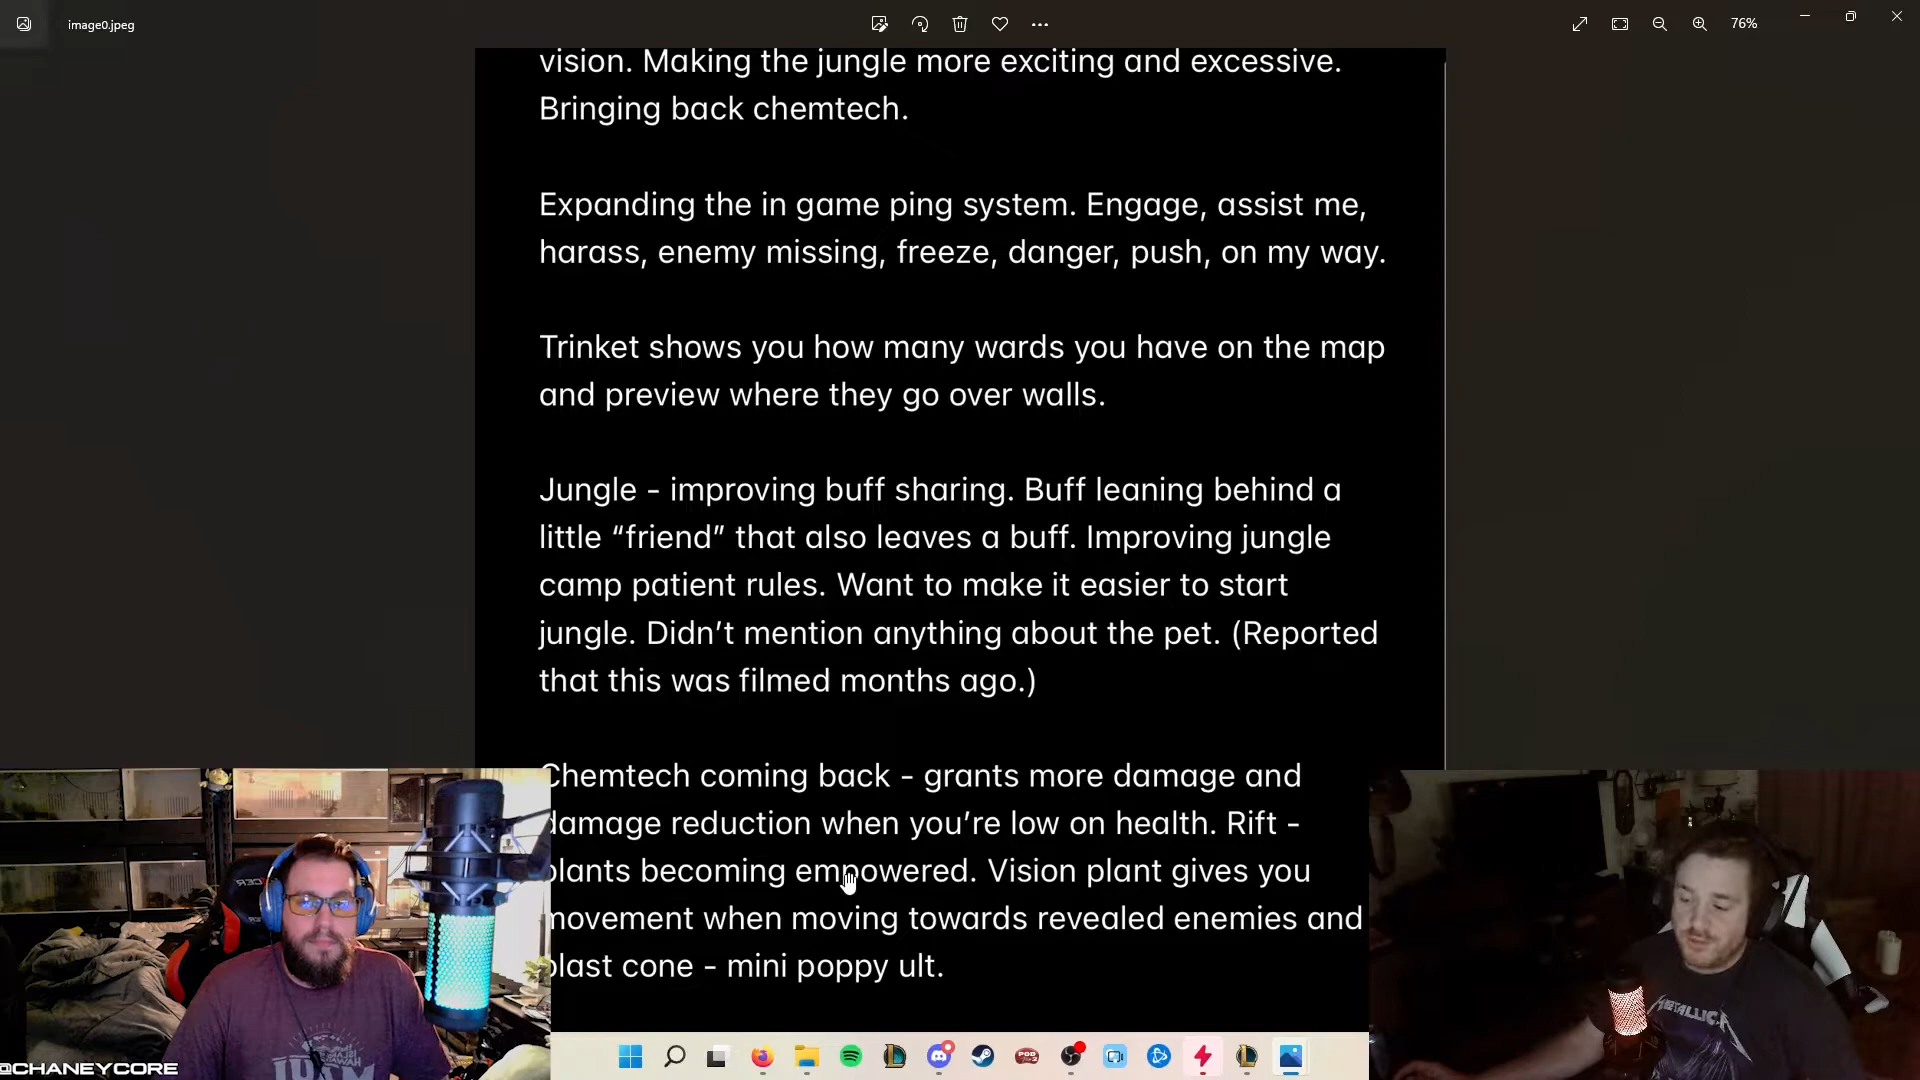 image0.jpeg
76%
vision. Making the jungle more exciting and excessive.
Bringing back chemtech.
Expanding the in game ping system. Engage, assist me,
harass, enemy missing, freeze, danger, push, on my way.
Trinket shows you how many wards you have on the map
and preview where they go over walls.
Jungle - improving buff sharing. Buff leaning behind a
little “friend” that also leaves a buff. Improving jungle
camp patient rules. Want to make it easier to start
jungle. Didn’t mention anything about the pet. (Reported
that this was filmed months ago.)
Chemtech coming back - grants more damage and
damage reduction when you’re low on health. Rift -
plants becoming empowered. Vision plant gives you
movement when moving towards revealed enemies and
blast cone - mini poppy ult.
@CHANEYCORE
METALLICA
POD